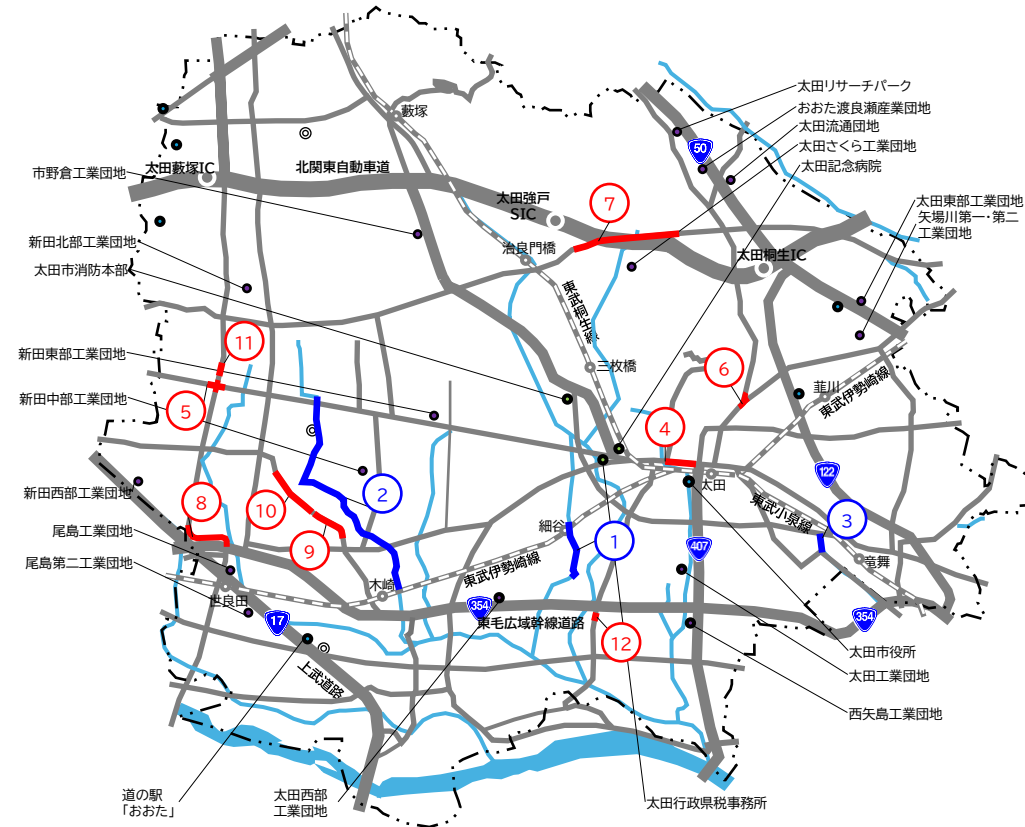 太田リサーチパーク
おおた渡良瀬産業団地
太田流通団地
太田さくら工業団地
太田記念病院
藪塚
50
太田藪塚IC
北関東自動車道
市野倉工業団地
太田強戸
SIC
7
太田東部工業団地
矢場川第一・第二
工業団地
新田北部工業団地
治良門橋
太田桐生IC
太田市消防本部
東武桐生線
11
新田東部工業団地
三枚橋
6
韮川
東武伊勢崎線
新田中部工業団地
5
4
太田
122
新田西部工業団地
2
8
10
東武小泉線
3
尾島工業団地
細谷
1
9
407
尾島第二工業団地
東武伊勢崎線
竜舞
木崎
世良田
354
17
東毛広域幹線道路
354
12
太田市役所
上武道路
太田工業団地
西矢島工業団地
道の駅
「おおた」
太田西部
工業団地
太田行政県税事務所